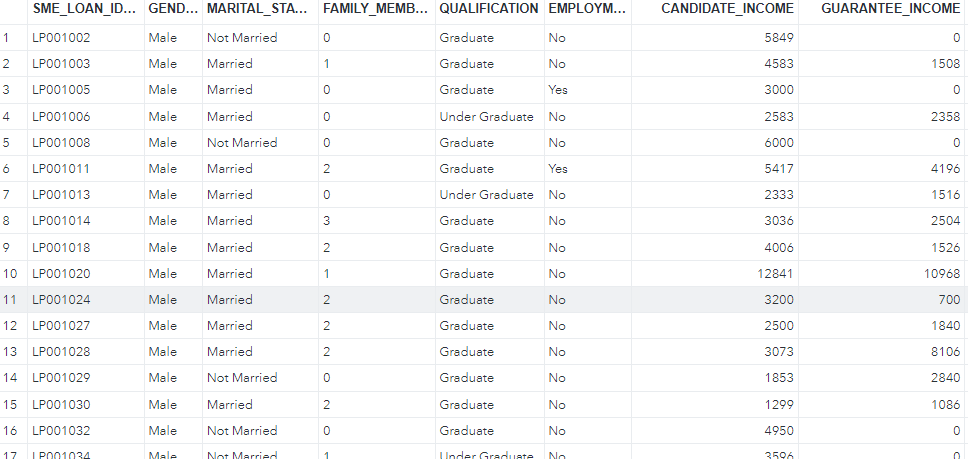 SME_LOAN_ID... GEND... MARITAL_STA... FAMILY_MEMB... QUALIFICATION EMPLOYM... CANDIDATE_INCOME GUARANTEE_INCOME
1 LP001002 Male Not Married 0 Graduate No 5849 0
2 LP001003 Male Married 1 Graduate No 4583 1508
3 LP001005 Male Married 0 Graduate Yes 3000 0
4 LP001006 Male Married 0 Under Graduate No 2583 2358
5 LP001008 Male Not Married 0 Graduate No 6000 0
6 LP001011 Male Married 2 Graduate Yes 5417 4196
7 LP001013 Male Married 0 Under Graduate No 2333 1516
8 LP001014 Male Married 3 Graduate No 3036 2504
9 LP001018 Male Married 2 Graduate No 4006 1526
10 LP001020 Male Married 1 Graduate No 12841 10968
11 LP001024 Male Married 2 Graduate No 3200 700
12 LP001027 Male Married 2 Graduate No 2500 1840
13 LP001028 Male Married 2 Graduate No 3073 8106
14 LP001029 Male Not Married 0 Graduate No 1853 2840
15 LP001030 Male Married 2 Graduate No 1299 1086
16 LP001032 Male Not Married 0 Graduate No 4950 0
17 LP001034 Male Not Married 1 Under Graduate No 3596 0